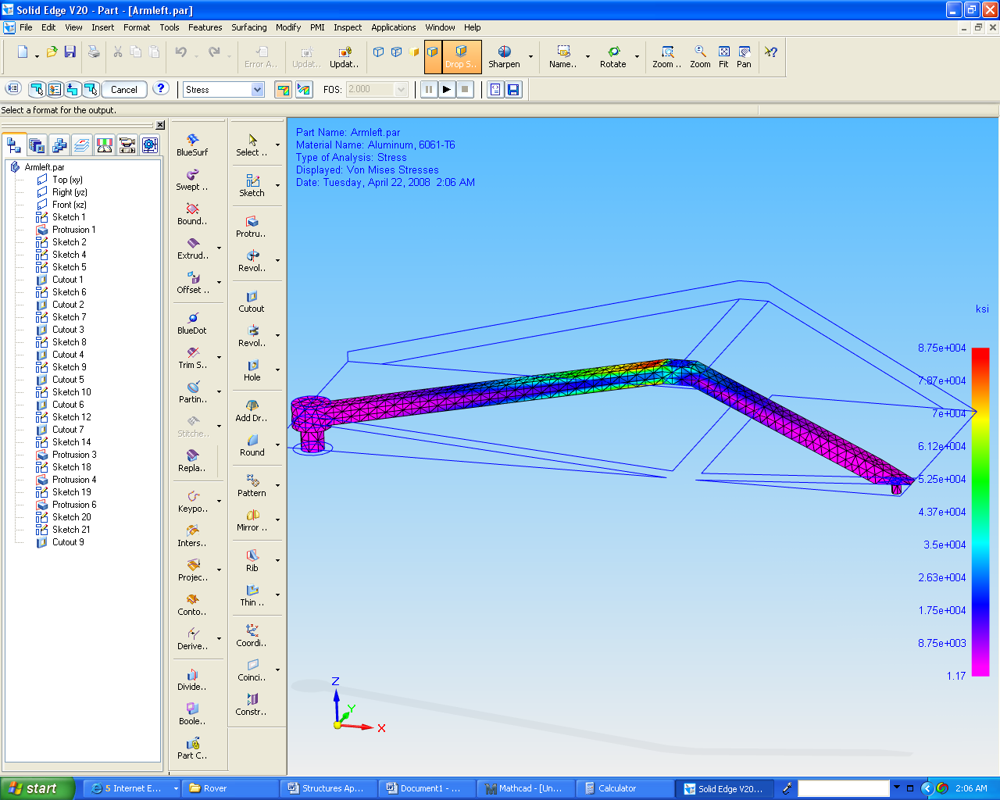 Solid Edge V20 - Part - [Armleft.par]
File Edit View Insert Format Tools Features Surfacing Modify PMI Inspect Applications Window Help
Error A.. Updat.. Updat.. Drop S.. Sharpen Name.. Rotate Zoom .. Zoom Fit Pan
Cancel Stress FOS: 2.000
Select a format for the output.
Armleft.par
Top (xy)
Right (yz)
Front (xz)
Sketch 1
Protrusion 1
Sketch 2
Sketch 4
Sketch 5
Cutout 1
Sketch 6
Cutout 2
Sketch 7
Cutout 3
Sketch 8
Cutout 4
Sketch 9
Cutout 5
Sketch 10
Cutout 6
Sketch 12
Cutout 7
Sketch 14
Protrusion 3
Sketch 18
Protrusion 4
Sketch 19
Protrusion 6
Sketch 20
Sketch 21
Cutout 9
BlueSurf
Swept ..
Bound..
Extrud..
Offset ..
BlueDot
Trim S..
Partin..
Stitche..
Repla..
Keypo..
Inters..
Projec..
Conto..
Derive..
Divide..
Boole..
Part C..
Select ..
Sketch
Protru..
Revol..
Cutout
Revol..
Hole
Add Dr..
Round
Pattern
Mirror ..
Rib
Thin ..
Coordi..
Coinci..
Constr..
Part Name: Armleft.par
Material Name: Aluminum, 6061-T6
Type of Analysis: Stress
Displayed: Von Mises Stresses
Date: Tuesday, April 22, 2008 2:06 AM
ksi
8.75e+004
7.87e+004
7e+004
6.12e+004
5.25e+004
4.37e+004
3.5e+004
2.63e+004
1.75e+004
8.75e+003
1.17
Z
Y
X
start 5 Internet E... Rover Structures Ap... Document1 - ... Mathcad - [Un... Calculator Solid Edge V20... 2:06 AM